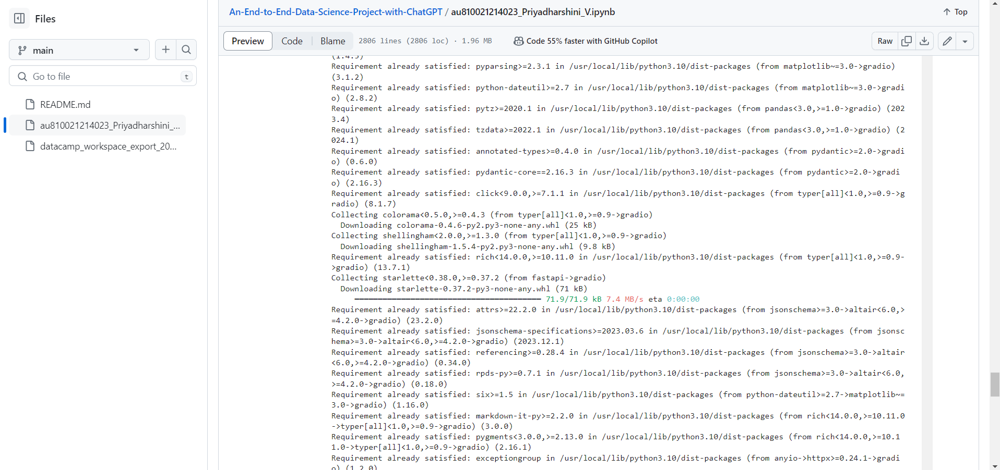 Files
main
Go to file
t
README.md
au810021214023_Priyadharshini_...
datacamp_workspace_export_20...
An-End-to-End-Data-Science-Project-with-ChatGPT / au810021214023_Priyadharshini_V.ipynb
Top
Preview
Code
Blame
2806 lines (2806 loc) · 1.96 MB
Code 55% faster with GitHub Copilot
Raw
(1.4.5)
Requirement already satisfied: pyparsing>=2.3.1 in /usr/local/lib/python3.10/dist-packages (from matplotlib~=3.0->gradio)
(3.1.2)
Requirement already satisfied: python-dateutil>=2.7 in /usr/local/lib/python3.10/dist-packages (from matplotlib~=3.0->gradi
o) (2.8.2)
Requirement already satisfied: pytz>=2020.1 in /usr/local/lib/python3.10/dist-packages (from pandas<3.0,>=1.0->gradio) (202
3.4)
Requirement already satisfied: tzdata>=2022.1 in /usr/local/lib/python3.10/dist-packages (from pandas<3.0,>=1.0->gradio) (2
024.1)
Requirement already satisfied: annotated-types>=0.4.0 in /usr/local/lib/python3.10/dist-packages (from pydantic>=2.0->gradi
o) (0.6.0)
Requirement already satisfied: pydantic-core==2.16.3 in /usr/local/lib/python3.10/dist-packages (from pydantic>=2.0->gradi
o) (2.16.3)
Requirement already satisfied: click<9.0.0,>=7.1.1 in /usr/local/lib/python3.10/dist-packages (from typer[all]<1.0,>=0.9->g
radio) (8.1.7)
Collecting colorama<0.5.0,>=0.4.3 (from typer[all]<1.0,>=0.9->gradio)
  Downloading colorama-0.4.6-py2.py3-none-any.whl (25 kB)
Collecting shellingham<2.0.0,>=1.3.0 (from typer[all]<1.0,>=0.9->gradio)
  Downloading shellingham-1.5.4-py2.py3-none-any.whl (9.8 kB)
Requirement already satisfied: rich<14.0.0,>=10.11.0 in /usr/local/lib/python3.10/dist-packages (from typer[all]<1.0,>=0.9-
>gradio) (13.7.1)
Collecting starlette<0.38.0,>=0.37.2 (from fastapi->gradio)
  Downloading starlette-0.37.2-py3-none-any.whl (71 kB)
━━━━━━━━━━━━━━━━━━━━━━━━━━━━━━━━━━━━━━━━ 71.9/71.9 kB 7.4 MB/s eta 0:00:00
Requirement already satisfied: attrs>=22.2.0 in /usr/local/lib/python3.10/dist-packages (from jsonschema>=3.0->altair<6.0,>
=4.2.0->gradio) (23.2.0)
Requirement already satisfied: jsonschema-specifications>=2023.03.6 in /usr/local/lib/python3.10/dist-packages (from jsonsc
hema>=3.0->altair<6.0,>=4.2.0->gradio) (2023.12.1)
Requirement already satisfied: referencing>=0.28.4 in /usr/local/lib/python3.10/dist-packages (from jsonschema>=3.0->altair
<6.0,>=4.2.0->gradio) (0.34.0)
Requirement already satisfied: rpds-py>=0.7.1 in /usr/local/lib/python3.10/dist-packages (from jsonschema>=3.0->altair<6.0,
>=4.2.0->gradio) (0.18.0)
Requirement already satisfied: six>=1.5 in /usr/local/lib/python3.10/dist-packages (from python-dateutil>=2.7->matplotlib~=
3.0->gradio) (1.16.0)
Requirement already satisfied: markdown-it-py>=2.2.0 in /usr/local/lib/python3.10/dist-packages (from rich<14.0.0,>=10.11.0
->typer[all]<1.0,>=0.9->gradio) (3.0.0)
Requirement already satisfied: pygments<3.0.0,>=2.13.0 in /usr/local/lib/python3.10/dist-packages (from rich<14.0.0,>=10.1
1.0->typer[all]<1.0,>=0.9->gradio) (2.16.1)
Requirement already satisfied: exceptiongroup in /usr/local/lib/python3.10/dist-packages (from anyio->httpx>=0.24.1->gradi
o) (1.2.0)